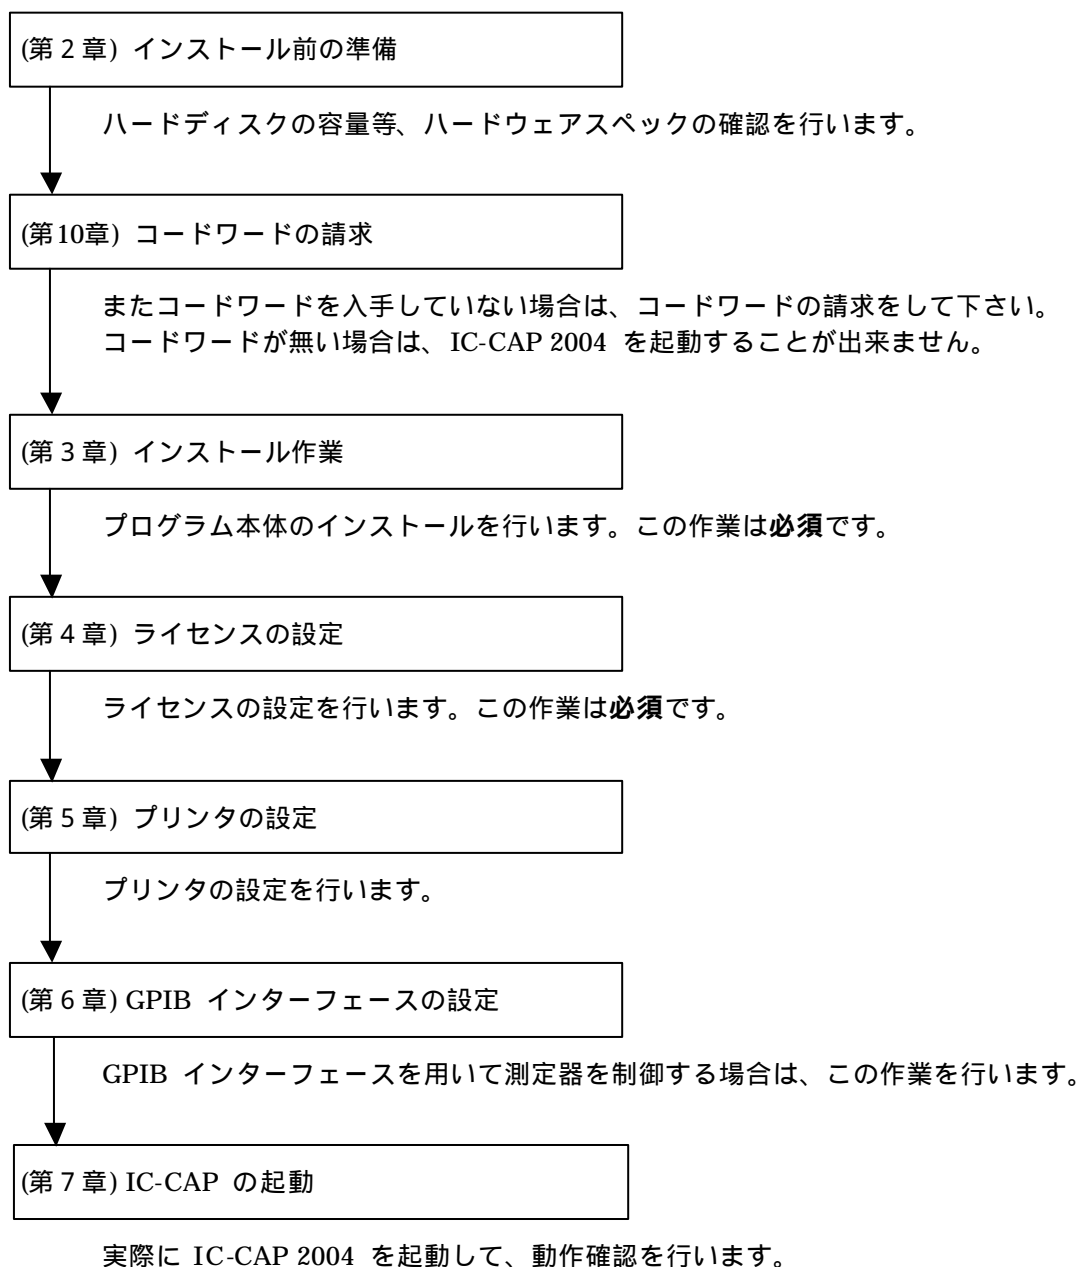 (第２章) インストール前の準備
ハードディスクの容量等、ハードウェアスペックの確認を行います。
(第10章) コードワードの請求
またコードワードを入手していない場合は、コードワードの請求をして下さい。
コードワードが無い場合は、IC-CAP 2004 を起動することが出来ません。
(第３章) インストール作業
プログラム本体のインストールを行います。この作業は必須です。
(第４章) ライセンスの設定
ライセンスの設定を行います。この作業は必須です。
(第５章) プリンタの設定
プリンタの設定を行います。
(第６章) GPIB インターフェースの設定
GPIB インターフェースを用いて測定器を制御する場合は、この作業を行います。
(第７章) IC-CAP の起動
実際に IC-CAP 2004 を起動して、動作確認を行います。